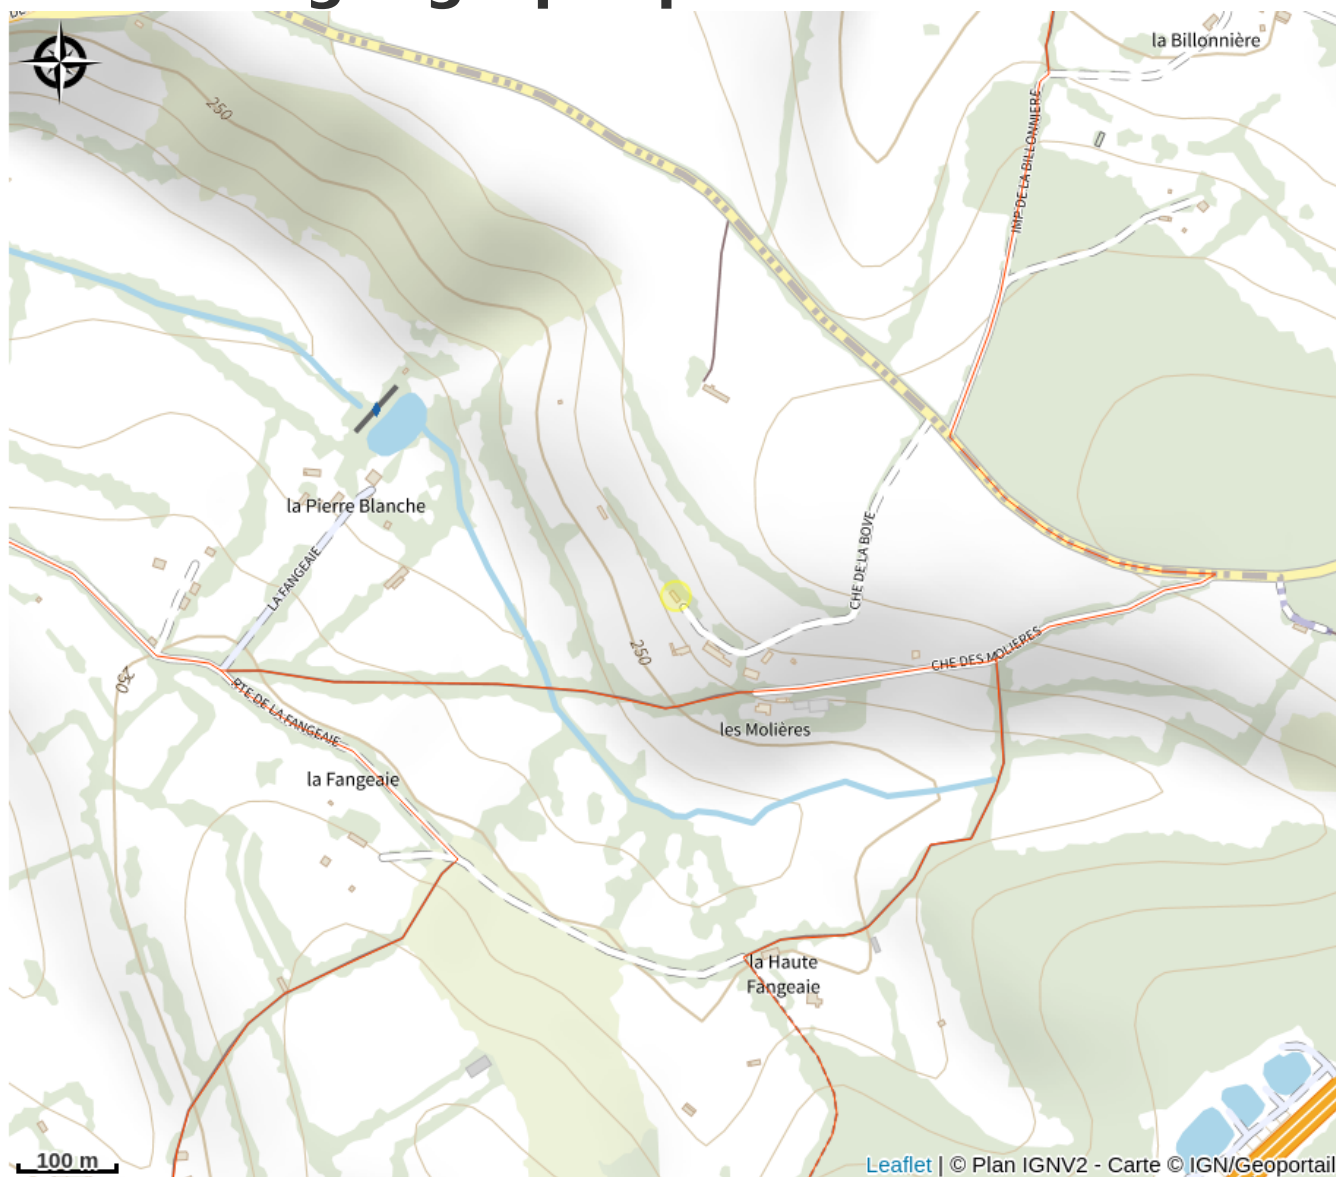 la Billonnière
250
IMP DE LA BILLONNIERE
la Pierre Blanche
LA FANGEAIE
CHE DE LA BOVE
250
CHE DES MOLIERES
250
RTE DE LA FANGEAIE
les Molières
la Fangeaie
la Haute
Fangeaie
100 m
Leaflet | © Plan IGNV2 - Carte © IGN/Geoportail